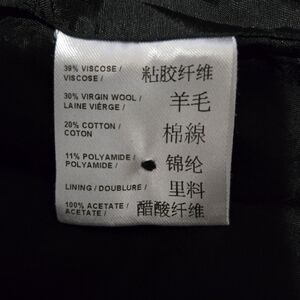 39% VISCOSE /
VISCOSE /
粘胶纤维
30% VIRGIN WOOL /
LAINE VIÈRGE /
羊毛
20% COTTON /
COTON
棉線
11% POLYAMIDE /
POLYAMIDE /
锦纶
LINING / DOUBLURE /
里料
100% ACETATE /
ACETATE /
醋酸纤维